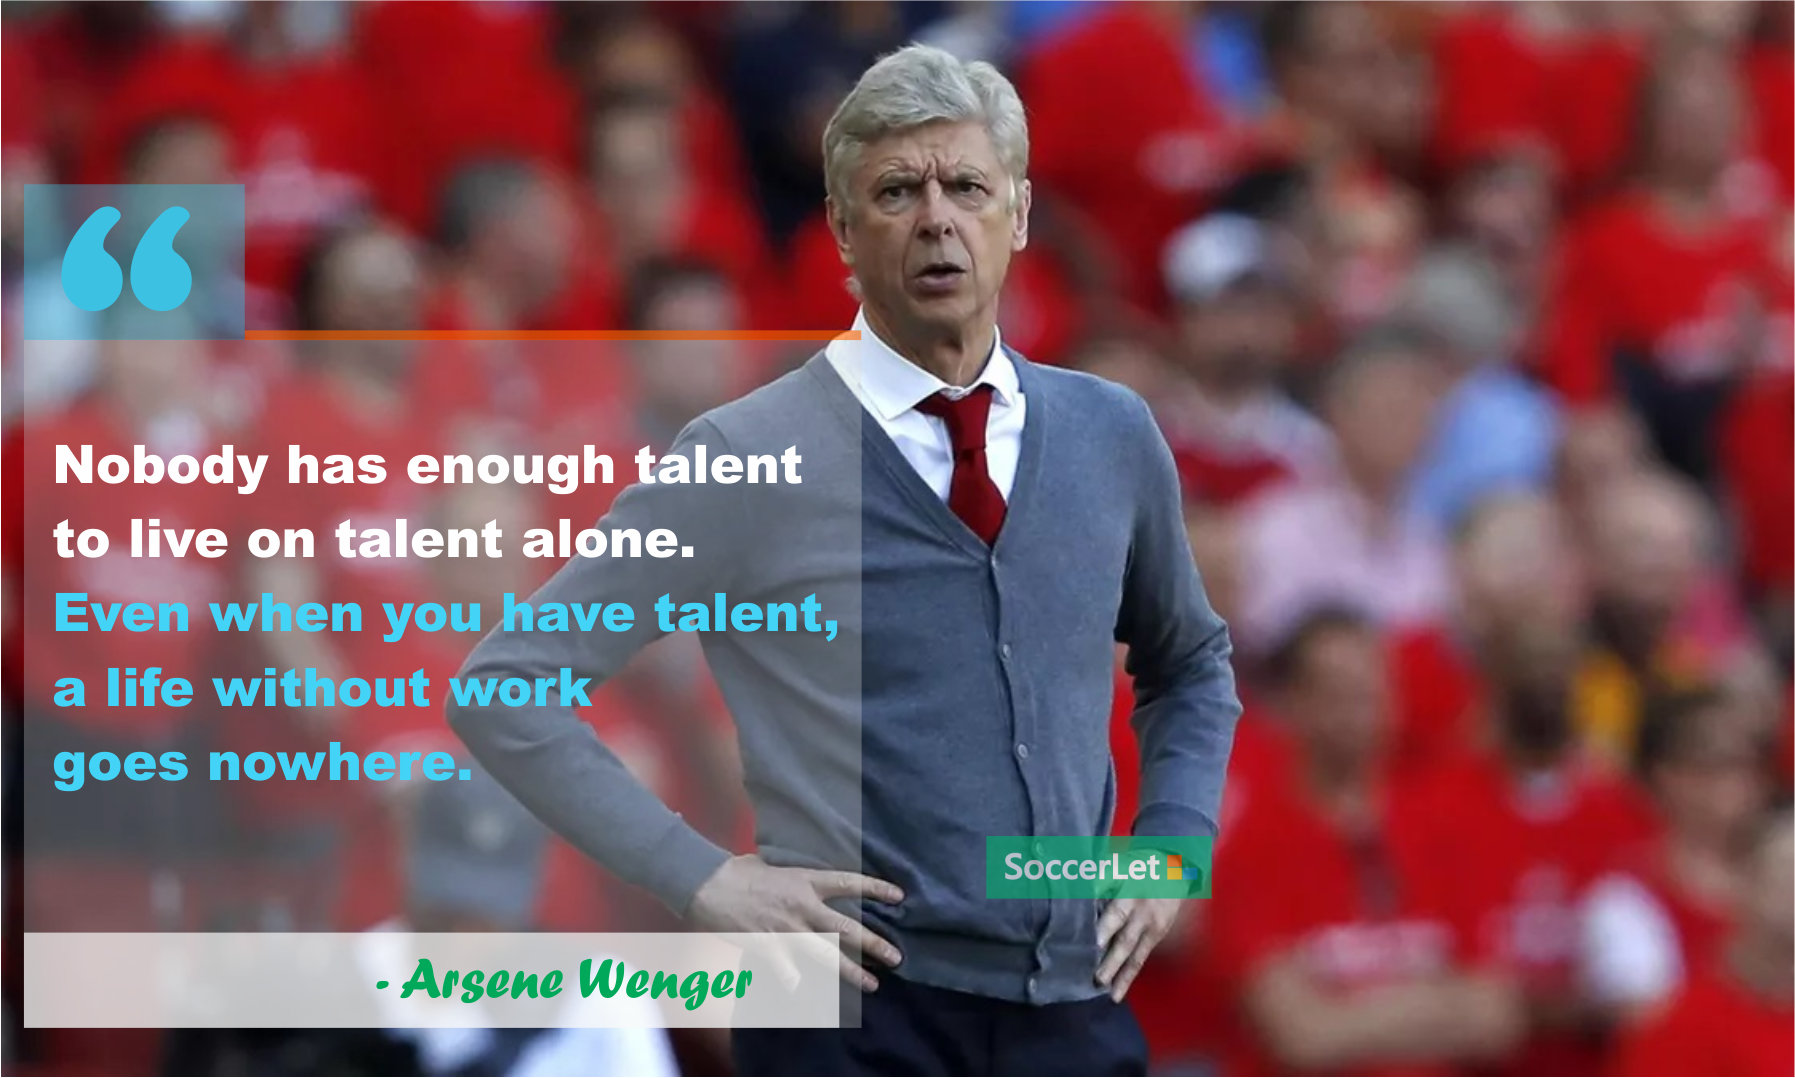 “
Nobody has enough talent
to live on talent alone.
Even when you have talent,
a life without work
goes nowhere.
- Arsene Wenger
SoccerLet